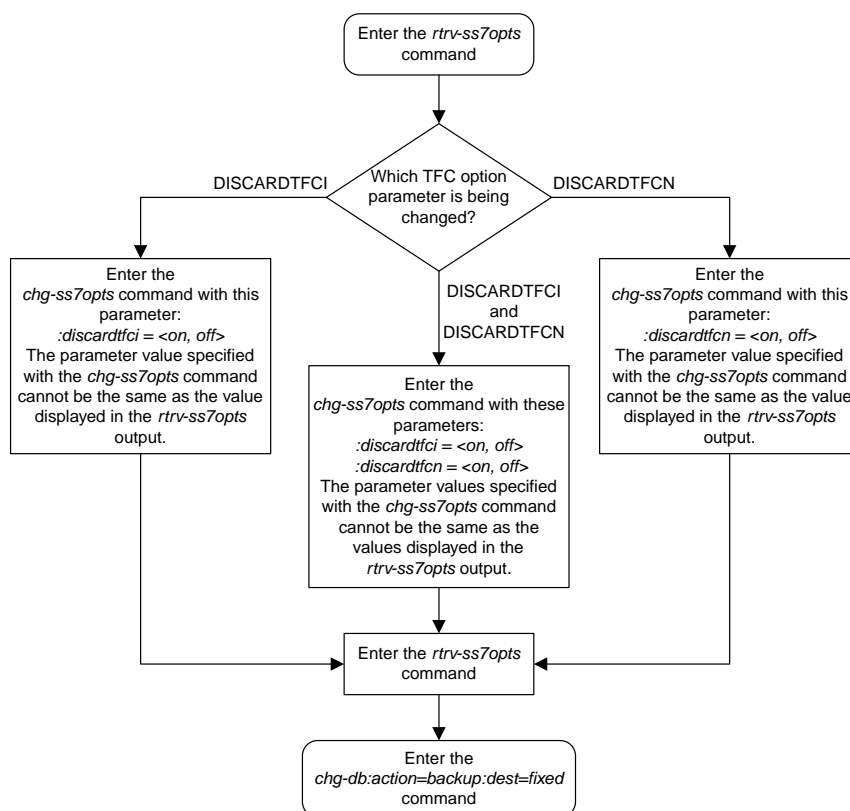 Enter the rtrv-ss7opts
command
Which TFC option
parameter is being
changed?
DISCARDTFCI
DISCARDTFCN
Enter the
chg-ss7opts command with this
parameter:
:discardtfci = <on, off>
The parameter value specified
with the chg-ss7opts command
cannot be the same as the value
displayed in the rtrv-ss7opts
output.
DISCARDTFCI
and
DISCARDTFCN
Enter the
chg-ss7opts command with these
parameters:
:discardtfci = <on, off>
:discardtfcn = <on, off>
The parameter values specified
with the chg-ss7opts command
cannot be the same as the
values displayed in the
rtrv-ss7opts output.
Enter the
chg-ss7opts command with this
parameter:
:discardtfcn = <on, off>
The parameter value specified
with the chg-ss7opts command
cannot be the same as the value
displayed in the rtrv-ss7opts
output.
Enter the rtrv-ss7opts
command
Enter the
chg-db:action=backup:dest=fixed
command